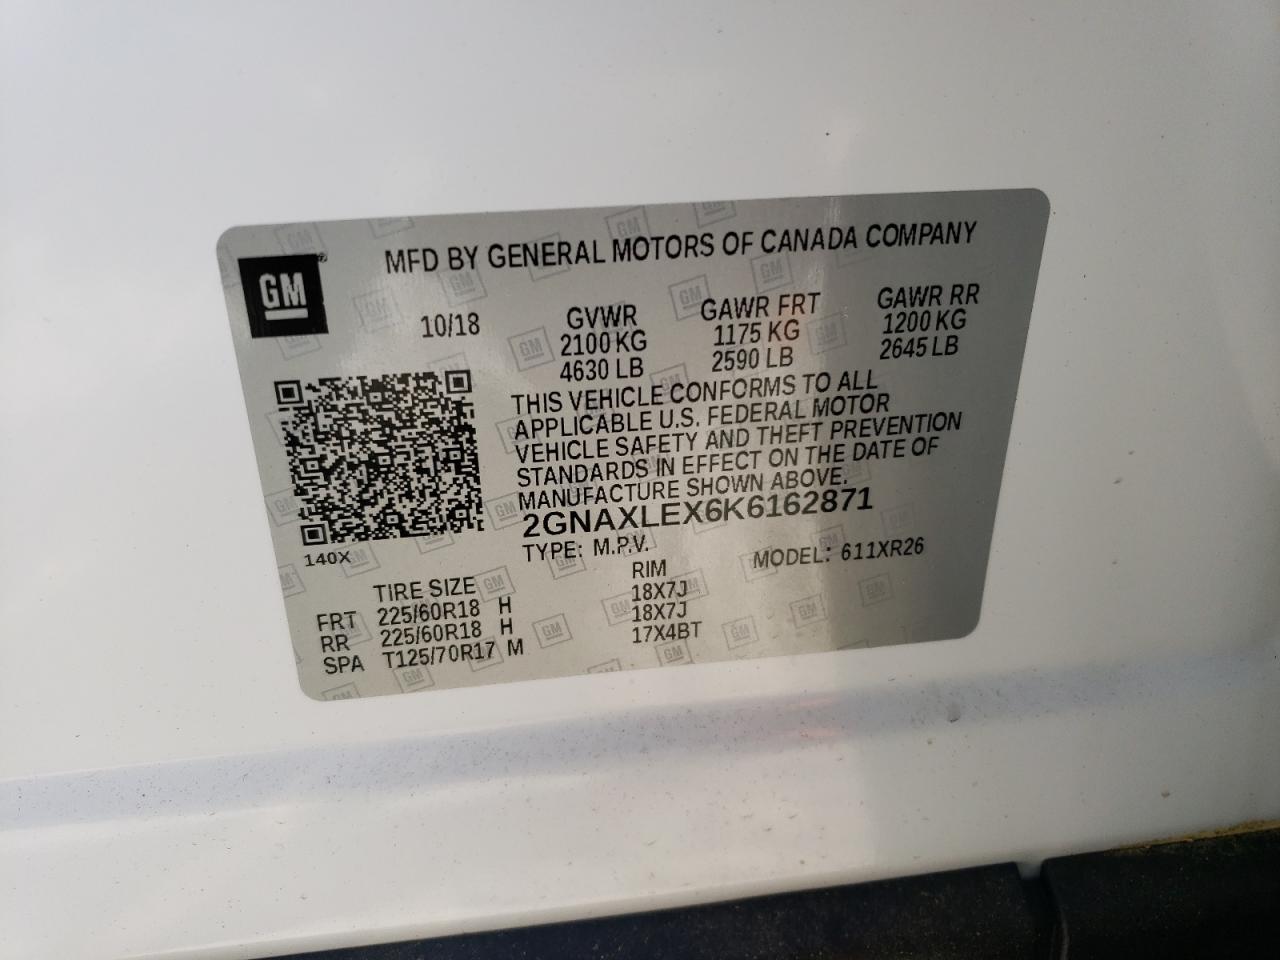 MFD BY GENERAL MOTORS OF CANADA COMPANY
GM®
10/18
GVWR
2100 KG
4630 LB
GAWR FRT
1175 KG
2590 LB
GAWR RR
1200 KG
2645 LB
THIS VEHICLE CONFORMS TO ALL
APPLICABLE U.S. FEDERAL MOTOR
VEHICLE SAFETY AND THEFT PREVENTION
STANDARDS IN EFFECT ON THE DATE OF
MANUFACTURE SHOWN ABOVE.
2GNAXLEX6K6162871
TYPE: M.P.V. MODEL: 611XR26
140X
TIRE SIZE RIM
FRT 225/60R18 H 18X7J
RR 225/60R18 H 18X7J
SPA T125/70R17 M 17X4BT